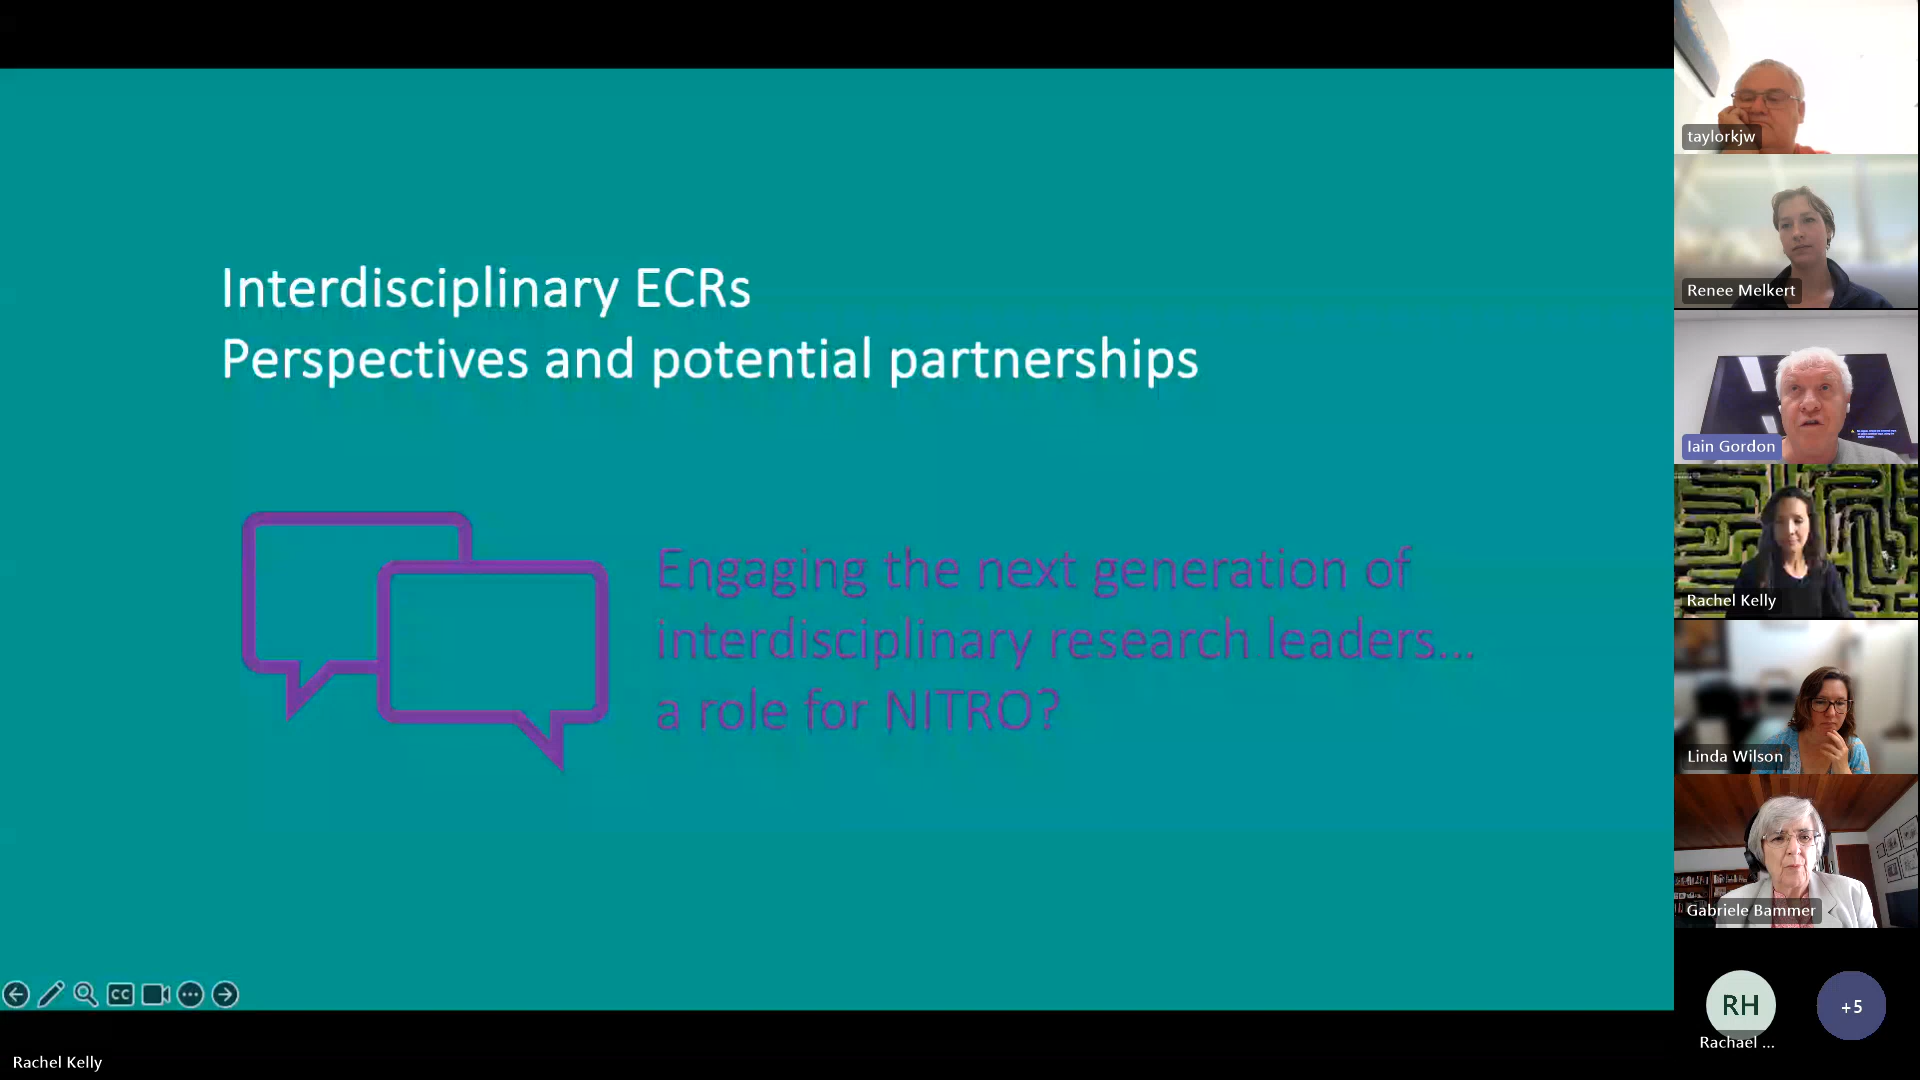 Interdisciplinary ECRs
Perspectives and potential partnerships
Engaging the next generation of
interdisciplinary research leaders...
a role for NITRO?
CC
Rachel Kelly
taylorkjw
Renee Melkert
Iain Gordon
Rachel Kelly
Linda Wilson
Gabriele Bammer
RH
Rachael ...
+5